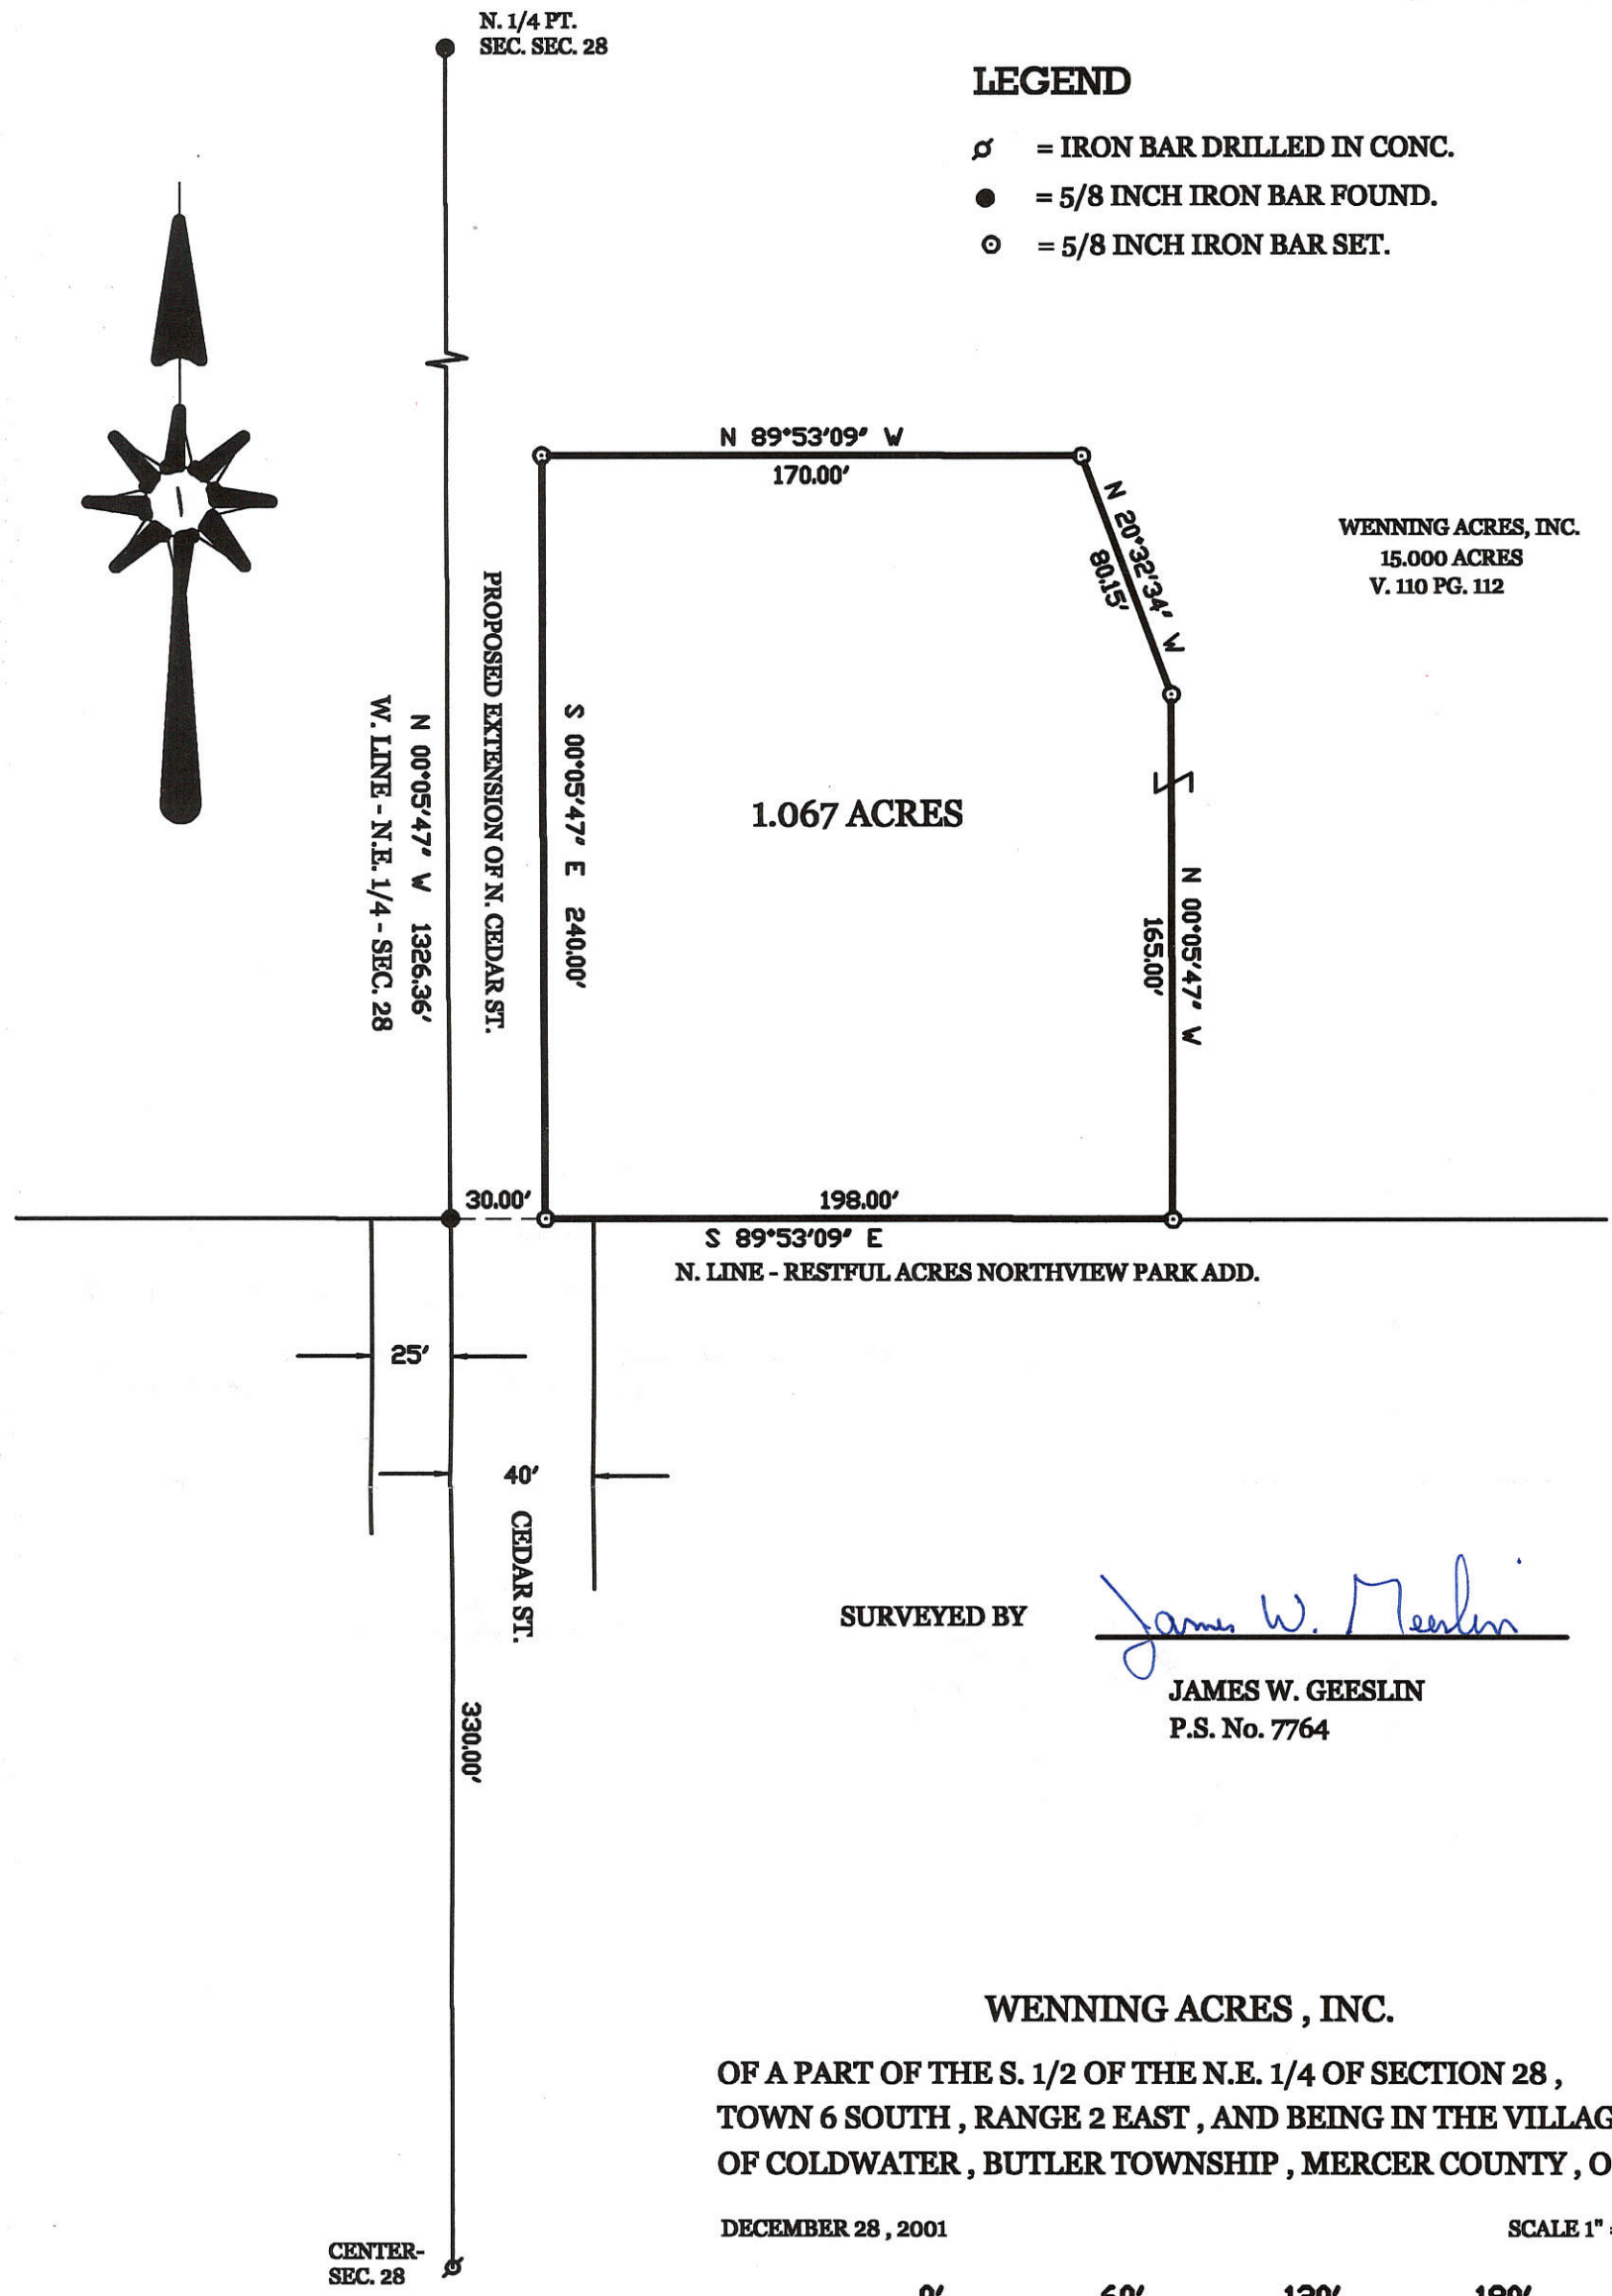 N. 1/4 PT.
SEC. SEC. 28
LEGEND
= IRON BAR DRILLED IN CONC.
= 5/8 INCH IRON BAR FOUND.
= 5/8 INCH IRON BAR SET.
N 89°53'09" W
170.00'
N 20°32'34" W
80.15'
WENNING ACRES, INC.
15.000 ACRES
V. 110 PG. 112
PROPOSED EXTENSION OF N. CEDAR ST.
S 00°05'47" E 240.00'
N 00°05'47" W 1326.36'
W. LINE - N.E. 1/4 - SEC. 28
1.067 ACRES
N 00°05'47" W
165.00'
30.00'
198.00'
S 89°53'09" E
N. LINE - RESTFUL ACRES NORTHVIEW PARK ADD.
25'
40'
CEDAR ST.
330.00'
SURVEYED BY
James W. Geeslin
JAMES W. GEESLIN
P.S. No. 7764
WENNING ACRES , INC.
OF A PART OF THE S. 1/2 OF THE N.E. 1/4 OF SECTION 28 ,
TOWN 6 SOUTH , RANGE 2 EAST , AND BEING IN THE VILLAG
OF COLDWATER , BUTLER TOWNSHIP , MERCER COUNTY , O
DECEMBER 28 , 2001
SCALE 1" =
CENTER-
SEC. 28
0' 60' 120' 180'